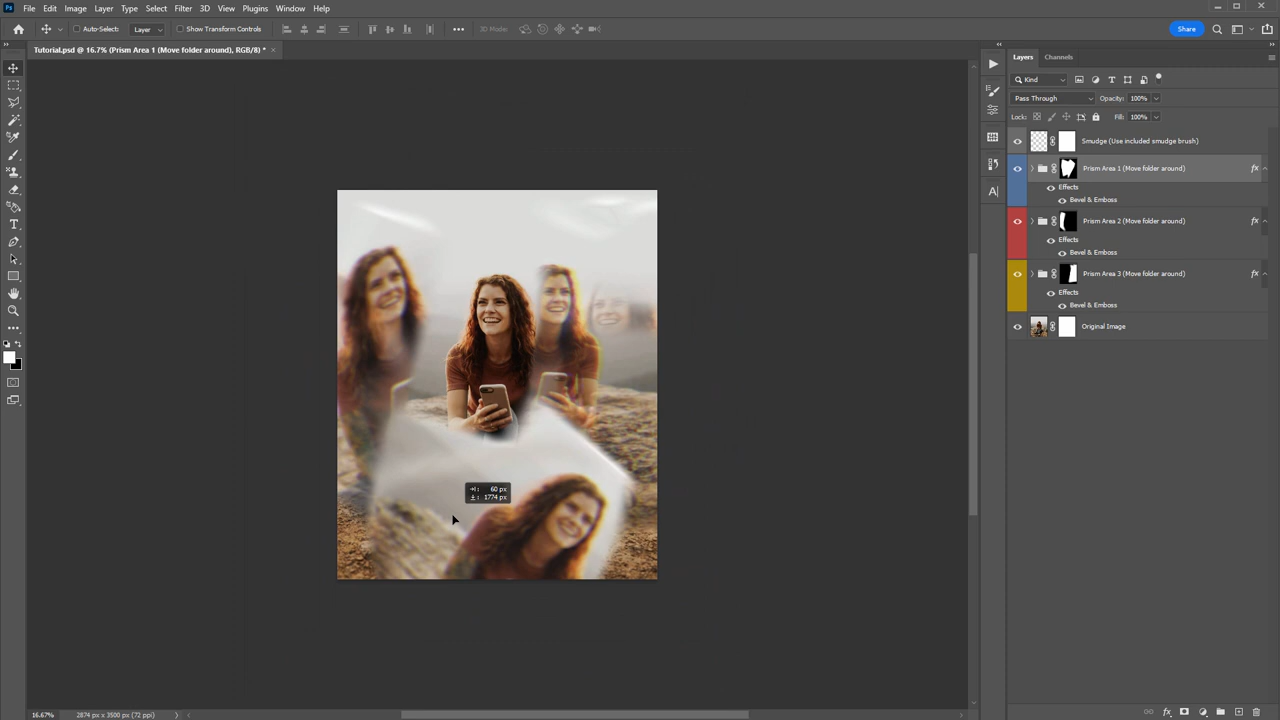 Ps File Edit Image Layer Type Select Filter 3D View Plugins Window Help
Auto-Select: Layer Show Transform Controls 3D Mode: Share
Tutorial.psd @ 16.7% (Prism Area 1 (Move folder around), RGB/8) *
Layers Channels
Kind
Pass Through Opacity: 100%
Lock: Fill: 100%
Smudge (Use included smudge brush)
Prism Area 1 (Move folder around) fx
Effects
Bevel & Emboss
Prism Area 2 (Move folder around) fx
Effects
Bevel & Emboss
Prism Area 3 (Move folder around) fx
Effects
Bevel & Emboss
Original Image
60 px
1774 px
16.67% 2874 px x 3500 px (72 ppi)